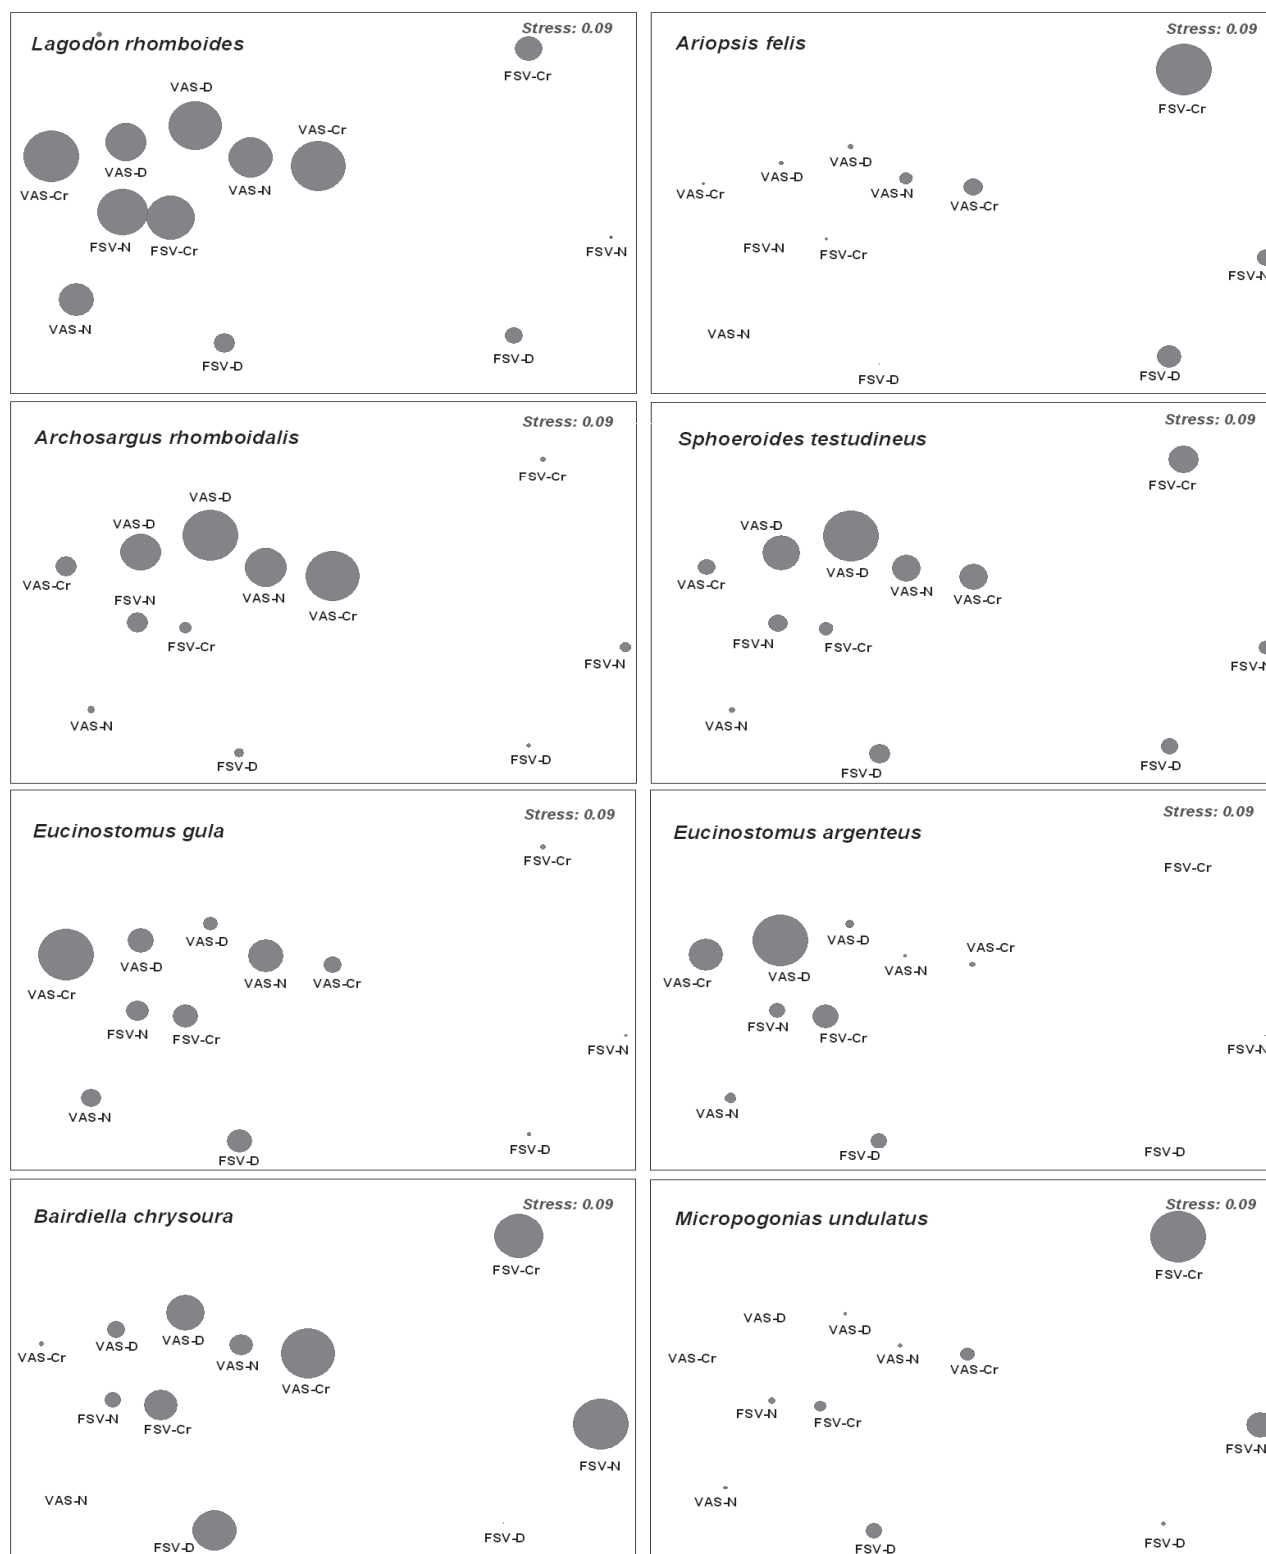 Lagodon rhomboides
Stress: 0.09
FSV-Cr
VAS-D
VAS-Cr
VAS-D
VAS-Cr
VAS-N
FSV-N
FSV-Cr
FSV-N
VAS-N
FSV-D
FSV-D
Ariopsis felis
Stress: 0.09
FSV-Cr
VAS-D
VAS-D
VAS-Cr
VAS-N
VAS-Cr
FSV-N
FSV-Cr
FSV-N
VAS-N
FSV-D
FSV-D
Archosargus rhomboidalis
Stress: 0.09
FSV-Cr
VAS-D
VAS-D
VAS-Cr
FSV-N
VAS-N
VAS-Cr
FSV-Cr
FSV-N
VAS-N
FSV-D
FSV-D
Sphoeroides testudineus
Stress: 0.09
FSV-Cr
VAS-D
VAS-D
VAS-Cr
VAS-N
VAS-Cr
FSV-N
FSV-Cr
FSV-N
VAS-N
FSV-D
FSV-D
Eucinostomus gula
Stress: 0.09
FSV-Cr
VAS-D
VAS-D
VAS-Cr
VAS-N
VAS-Cr
FSV-N
FSV-Cr
FSV-N
VAS-N
FSV-D
FSV-D
Eucinostomus argenteus
Stress: 0.09
FSV-Cr
VAS-D
VAS-Cr
VAS-Cr
VAS-D
VAS-N
FSV-N
FSV-Cr
FSV-N
VAS-N
FSV-D
FSV-D
Bairdiella chrysoura
Stress: 0.09
FSV-Cr
VAS-D
VAS-D
VAS-Cr
VAS-N
VAS-Cr
FSV-N
FSV-Cr
FSV-N
VAS-N
FSV-D
FSV-D
Micropogonias undulatus
Stress: 0.09
FSV-Cr
VAS-D
VAS-D
VAS-Cr
VAS-N
VAS-Cr
FSV-N
FSV-Cr
FSV-N
VAS-N
FSV-D
FSV-D